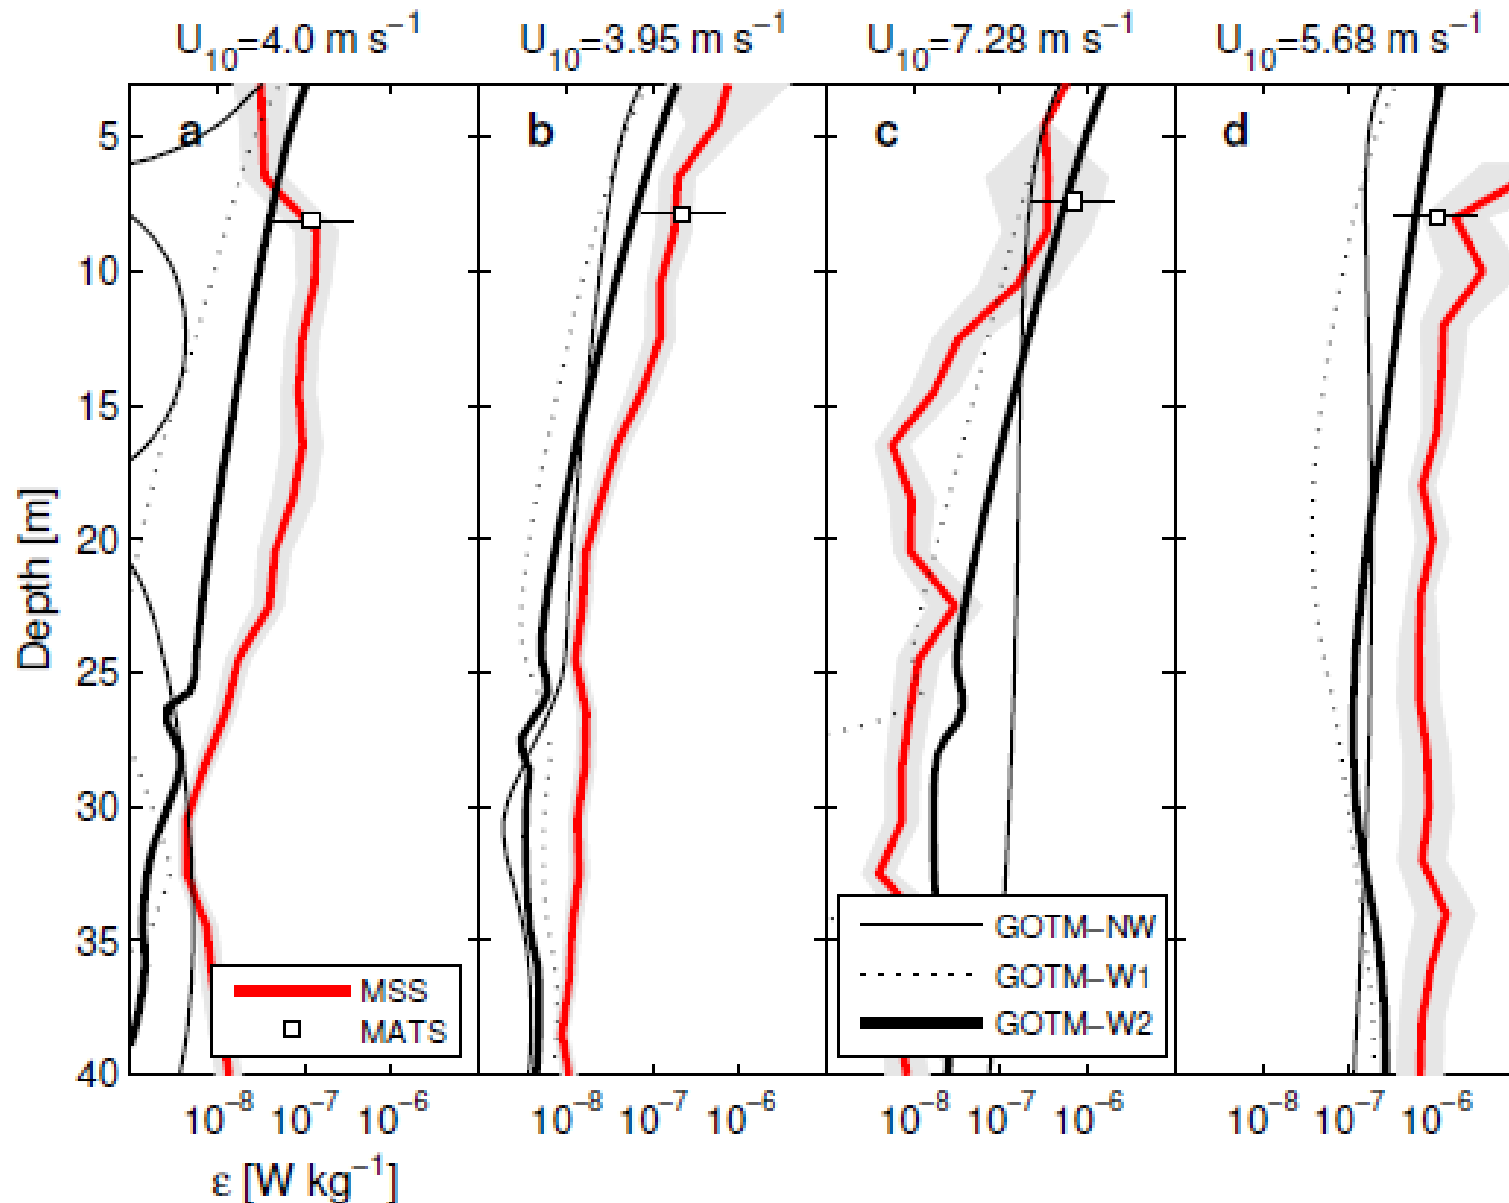 U10=4.0 m s−1 U10=3.95 m s−1 U10=7.28 m s−1 U10=5.68 m s−1
a b c d
5
10
15
20
25
30
35
40
Depth [m]
MSS
MATS
GOTM−NW
GOTM−W1
GOTM−W2
10−8 10−7 10−6 10−8 10−7 10−6 10−8 10−7 10−6 10−8 10−7 10−6
ε [W kg−1]